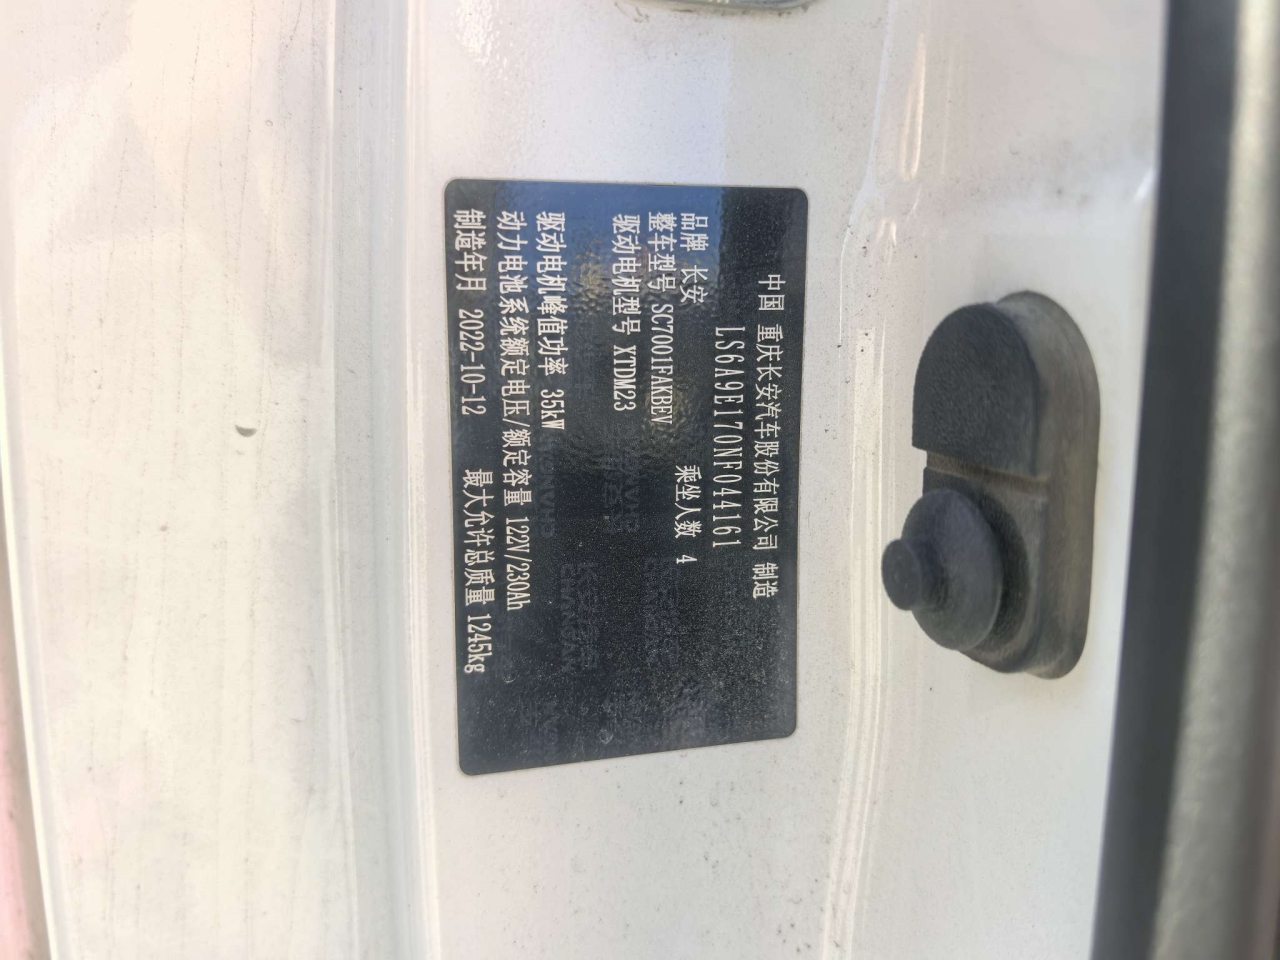 中国 重庆长安汽车股份有限公司 制造
LS6A9E170NF044161
品牌 长安 乘坐人数 4
整车型号 SC7001FAKBEV
驱动电机型号 XTDM23
驱动电机峰值功率 35kW
动力电池系统额定电压/额定容量 122V/230Ah
制造年月 2022-10-12 最大允许总质量 1245kg